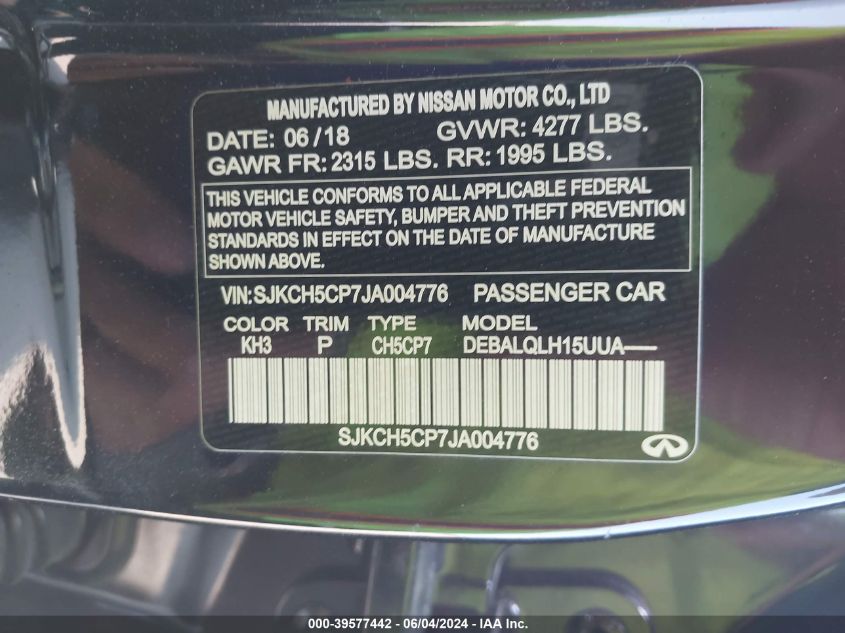 MANUFACTURED BY NISSAN MOTOR CO., LTD
DATE: 06/18 GVWR: 4277 LBS.
GAWR FR: 2315 LBS. RR: 1995 LBS.
THIS VEHICLE CONFORMS TO ALL APPLICABLE FEDERAL
MOTOR VEHICLE SAFETY, BUMPER AND THEFT PREVENTION
STANDARDS IN EFFECT ON THE DATE OF MANUFACTURE
SHOWN ABOVE.
VIN:SJKCH5CP7JA004776 PASSENGER CAR
COLOR TRIM TYPE MODEL
KH3 P CH5CP7 DEBALQLH15UUA——
SJKCH5CP7JA004776
000-39577442 - 06/04/2024 - IAA Inc.